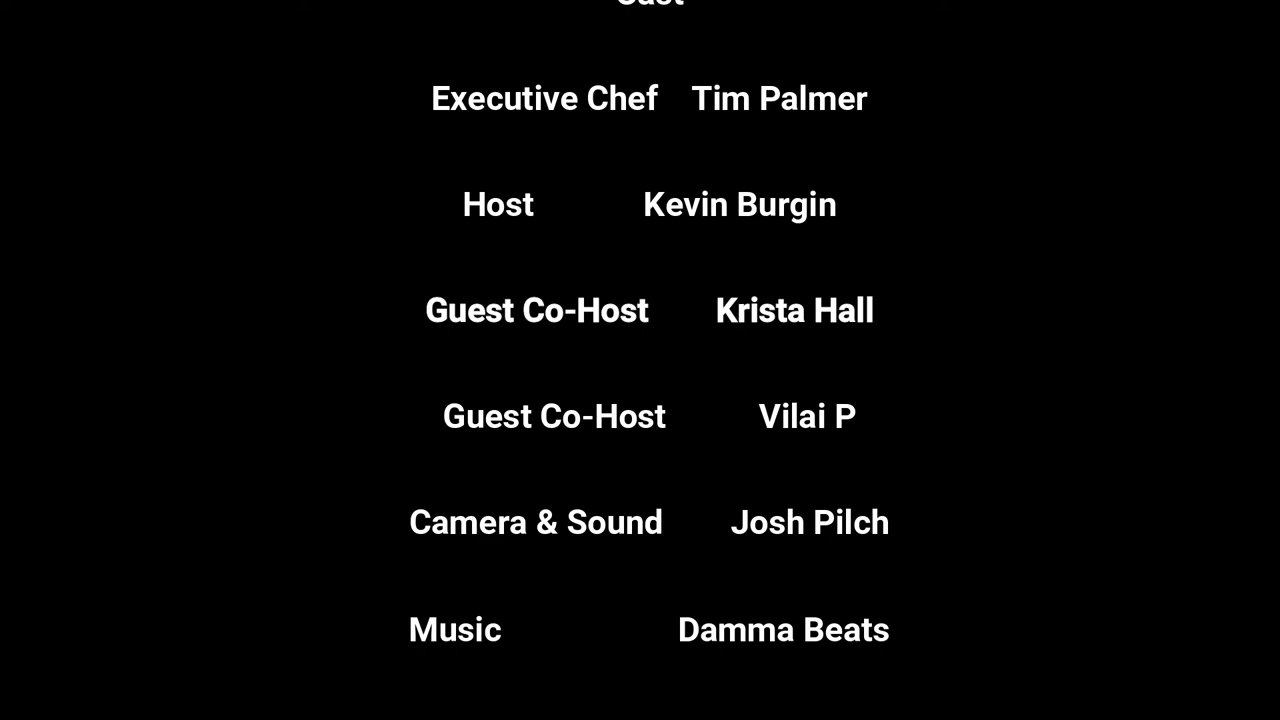 Cast
Executive Chef Tim Palmer
Host Kevin Burgin
Guest Co-Host Krista Hall
Guest Co-Host Vilai P
Camera & Sound Josh Pilch
Music Damma Beats